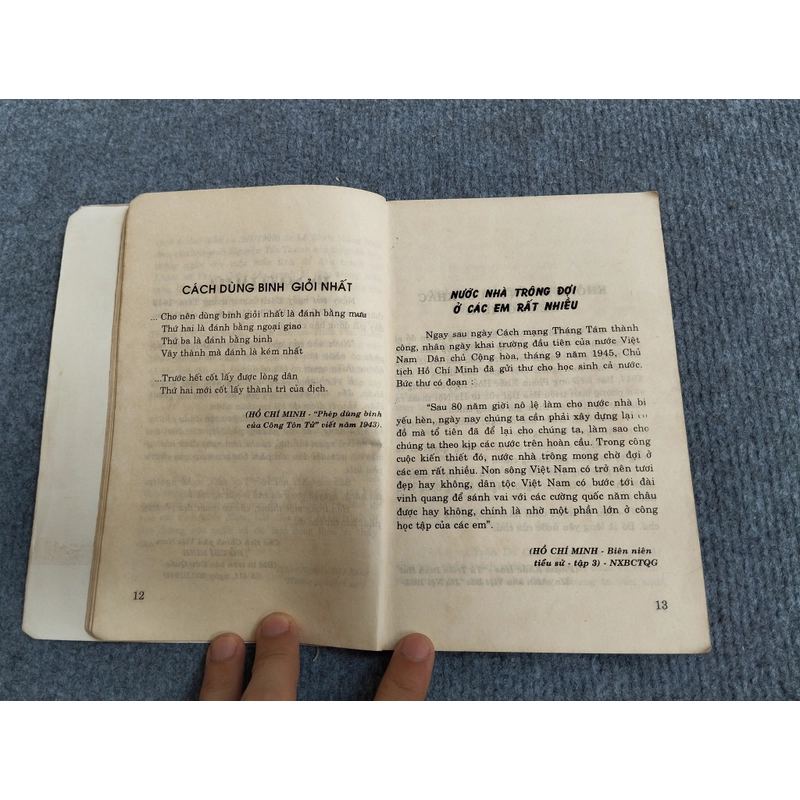 CÁCH DÙNG BINH GIỎI NHẤT
... Cho nên dùng binh giỏi nhất là đánh bằng mưu
Thứ hai là đánh bằng ngoại giao
Thứ ba là đánh bằng binh
Vây thành mà đánh là kém nhất
...Trước hết cốt lấy được lòng dân
Thứ hai mới cốt lấy thành trì của địch.
(HỒ CHÍ MINH - "Phép dùng binh
của Công Tôn Tử" viết năm 1943).
12
NƯỚC NHÀ TRÔNG ĐỢI
Ở CÁC EM RẤT NHIỀU
Ngay sau ngày Cách mạng Tháng Tám thành
công, nhân ngày khai trường đầu tiên của nước Việt
Nam Dân chủ Cộng hòa, tháng 9 năm 1945, Chủ
tịch Hồ Chí Minh đã gửi thư cho học sinh cả nước.
Bức thư có đoạn :
"Sau 80 năm giời nô lệ làm cho nước nhà bị
yếu hèn, ngày nay chúng ta cần phải xây dựng lại cơ
đồ mà tổ tiên đã để lại cho chúng ta, làm sao cho
chúng ta theo kịp các nước trên hoàn cầu. Trong công
cuộc kiến thiết đó, nước nhà trông mong chờ đợi ở
các em rất nhiều. Non sông Việt Nam có trở nên tươi
đẹp hay không, dân tộc Việt Nam có bước tới đài
vinh quang để sánh vai với các cường quốc năm châu
được hay không, chính là nhờ một phần lớn ở công
học tập của các em".
(HỒ CHÍ MINH - Biên niên
tiểu sử - tập 3) - NXBCTQG
13